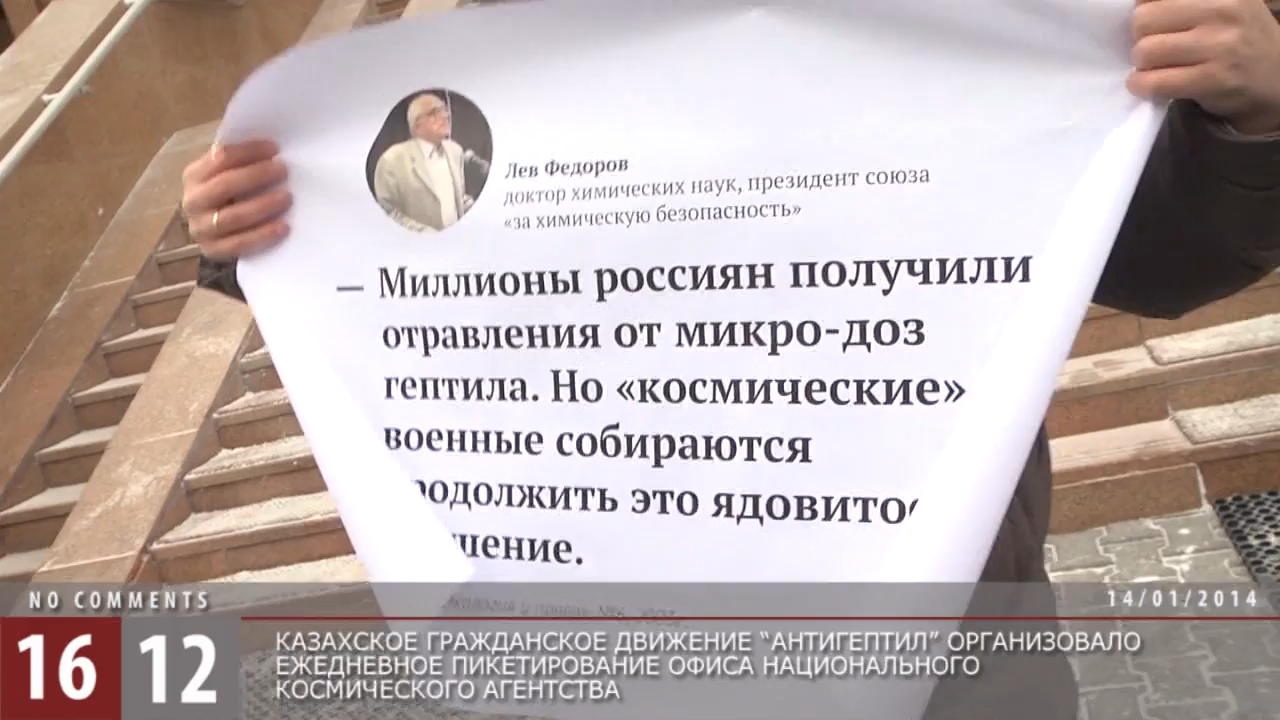 Лев Федоров
доктор химических наук, президент союза
«за химическую безопасность»
— Миллионы россиян получили
отравления от микро-доз
гептила. Но «космические»
военные собираются
это
NO COMMENTS
14/01/2014
16 12
КАЗАХСКОЕ ГРАЖДАНСКОЕ ДВИЖЕНИЕ “АНТИГЕПТИЛ” ОРГАНИЗОВАЛО
ЕЖЕДНЕВНОЕ ПИКЕТИРОВАНИЕ ОФИСА НАЦИОНАЛЬНОГО
КОСМИЧЕСКОГО АГЕНТСТВА